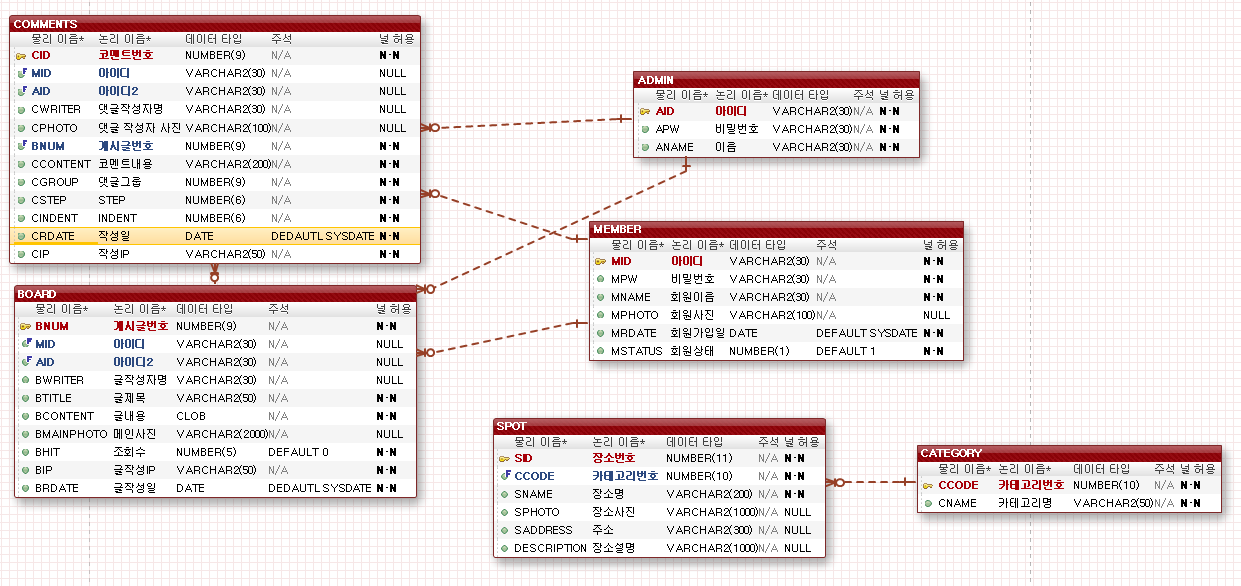 COMMENTS
물리 이름* 논리 이름* 데이터 타입 주석 널 허용
CID 코멘트번호 NUMBER(9) N/A N-N
MID 아이디 VARCHAR2(30) N/A NULL
AID 아이디2 VARCHAR2(30) N/A NULL
CWRITER 댓글작성자명 VARCHAR2(30) N/A NULL
CPHOTO 댓글 작성자 사진 VARCHAR2(100) N/A NULL
BNUM 게시글번호 NUMBER(9) N/A N-N
CCONTENT 코멘트내용 VARCHAR2(200) N/A N-N
CGROUP 댓글그룹 NUMBER(9) N/A N-N
CSTEP STEP NUMBER(6) N/A N-N
CINDENT INDENT NUMBER(6) N/A N-N
CRDATE 작성일 DATE DEDAUTL SYSDATE N-N
CIP 작성IP VARCHAR2(50) N/A N-N
ADMIN
물리 이름* 논리 이름* 데이터 타입 주석 널 허용
AID 아이디 VARCHAR2(30) N/A N-N
APW 비밀번호 VARCHAR2(30) N/A N-N
ANAME 이름 VARCHAR2(30) N/A N-N
MEMBER
물리 이름* 논리 이름* 데이터 타입 주석 널 허용
MID 아이디 VARCHAR2(30) N/A N-N
MPW 비밀번호 VARCHAR2(30) N/A N-N
MNAME 회원이름 VARCHAR2(30) N/A N-N
MPHOTO 회원사진 VARCHAR2(100) N/A NULL
MRDATE 회원가입일 DATE DEFAULT SYSDATE N-N
MSTATUS 회원상태 NUMBER(1) DEFAULT 1 N-N
BOARD
물리 이름* 논리 이름* 데이터 타입 주석 널 허용
BNUM 게시글번호 NUMBER(9) N/A N-N
MID 아이디 VARCHAR2(30) N/A NULL
AID 아이디2 VARCHAR2(30) N/A NULL
BWRITER 글작성자명 VARCHAR2(30) N/A NULL
BTITLE 글제목 VARCHAR2(50) N/A N-N
BCONTENT 글내용 CLOB N/A N-N
BMAINPHOTO 메인사진 VARCHAR2(2000) N/A NULL
BHIT 조회수 NUMBER(5) DEFAULT 0 N-N
BIP 글작성IP VARCHAR2(50) N/A N-N
BRDATE 글작성일 DATE DEDAUTL SYSDATE N-N
SPOT
물리 이름* 논리 이름* 데이터 타입 주석 널 허용
SID 장소번호 NUMBER(11) N/A N-N
CCODE 카테고리번호 NUMBER(10) N/A N-N
SNAME 장소명 VARCHAR2(200) N/A N-N
SPHOTO 장소사진 VARCHAR2(1000) N/A NULL
SADDRESS 주소 VARCHAR2(300) N/A NULL
DESCRIPTION 장소설명 VARCHAR2(1000) N/A NULL
CATEGORY
물리 이름* 논리 이름* 데이터 타입 주석 널 허용
CCODE 카테고리번호 NUMBER(10) N/A N-N
CNAME 카테고리명 VARCHAR2(50) N/A N-N